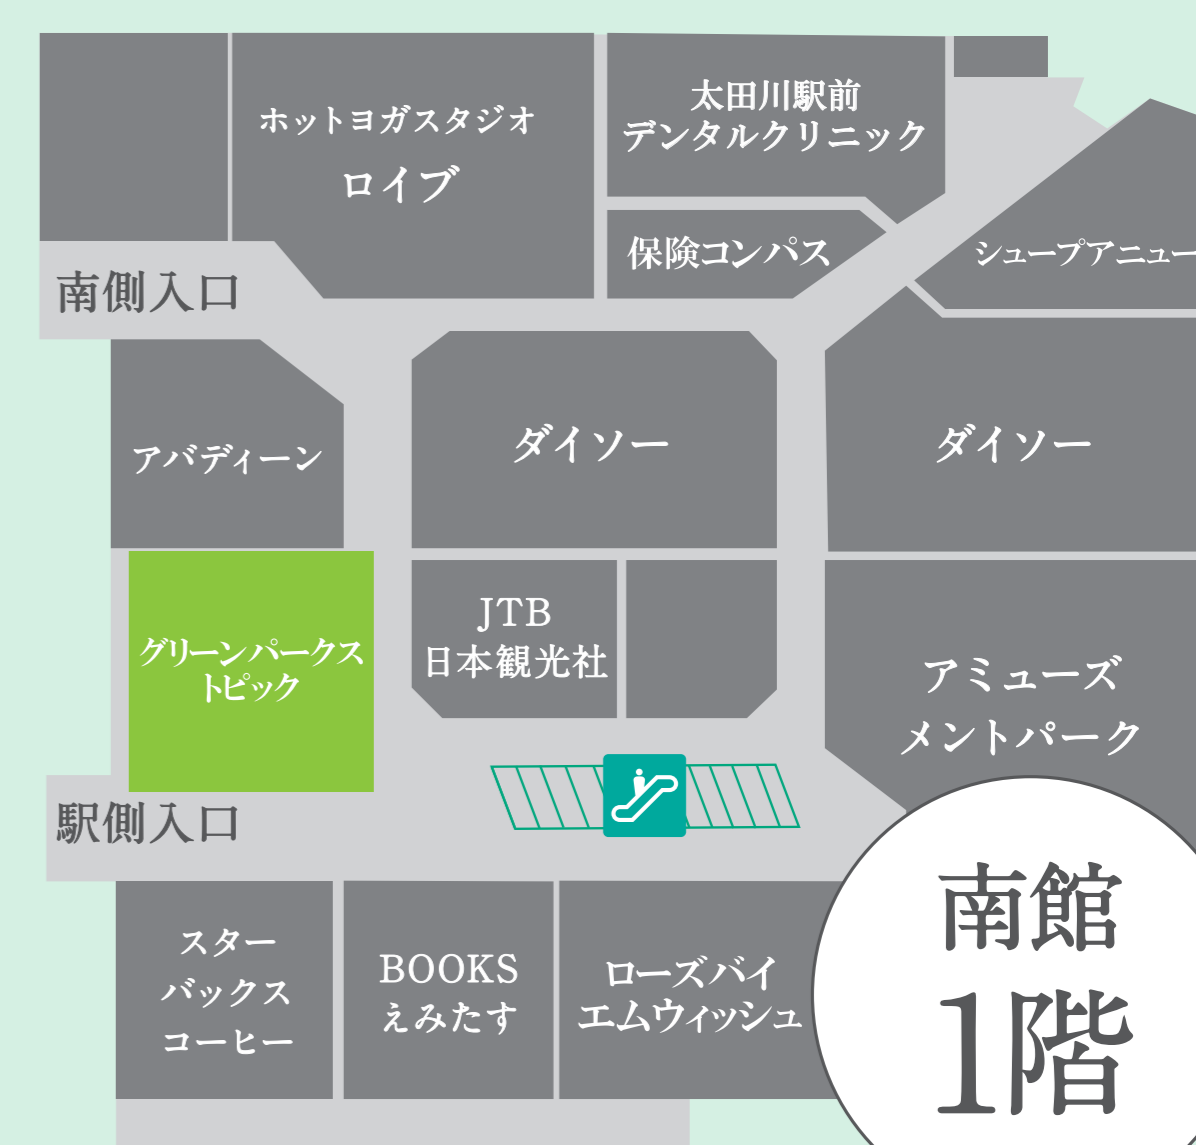 ホットヨガスタジオ
ロイブ
太田川駅前
デンタルクリニック
保険コンパス
シュープアニュー
南側入口
アバディーン
ダイソー
ダイソー
グリーンパークス
トピック
JTB
日本観光社
アミューズ
メントパーク
駅側入口
スター
バックス
コーヒー
BOOKS
えみたす
ローズバイ
エムウィッシュ
南館
1階